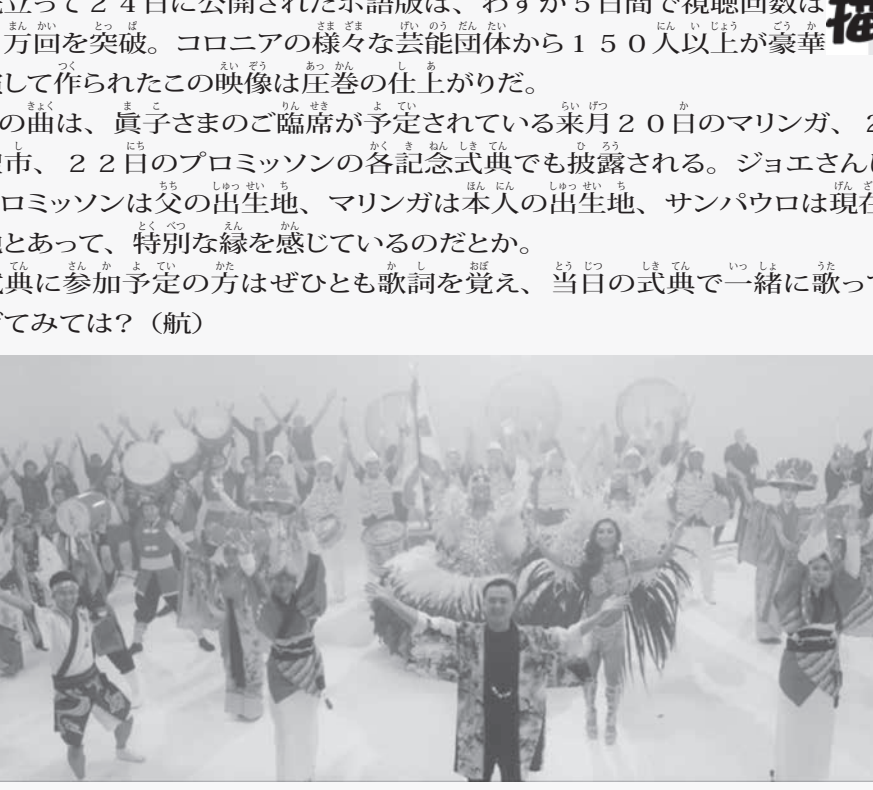 立って２４日に公開されたポ語版は、わずか５日間で視聴回数は
万回を突破。コロニアの様々な芸能団体から１５０人以上が豪華
して作られたこの映像は圧巻の仕上がりだ。
の曲は、眞子さまのご臨席が予定されている来月２０日のマリンガ、２
市、２２日のプロミッソンの各記念式典でも披露される。ジョエさん
ロミッソンは父の出生地、マリンガは本人の出生地、サンパウロは現在
とあって、特別な縁を感じているのだとか。
典に参加予定の方はぜひとも歌詞を覚え、当日の式典で一緒に歌って
てみては？（航）